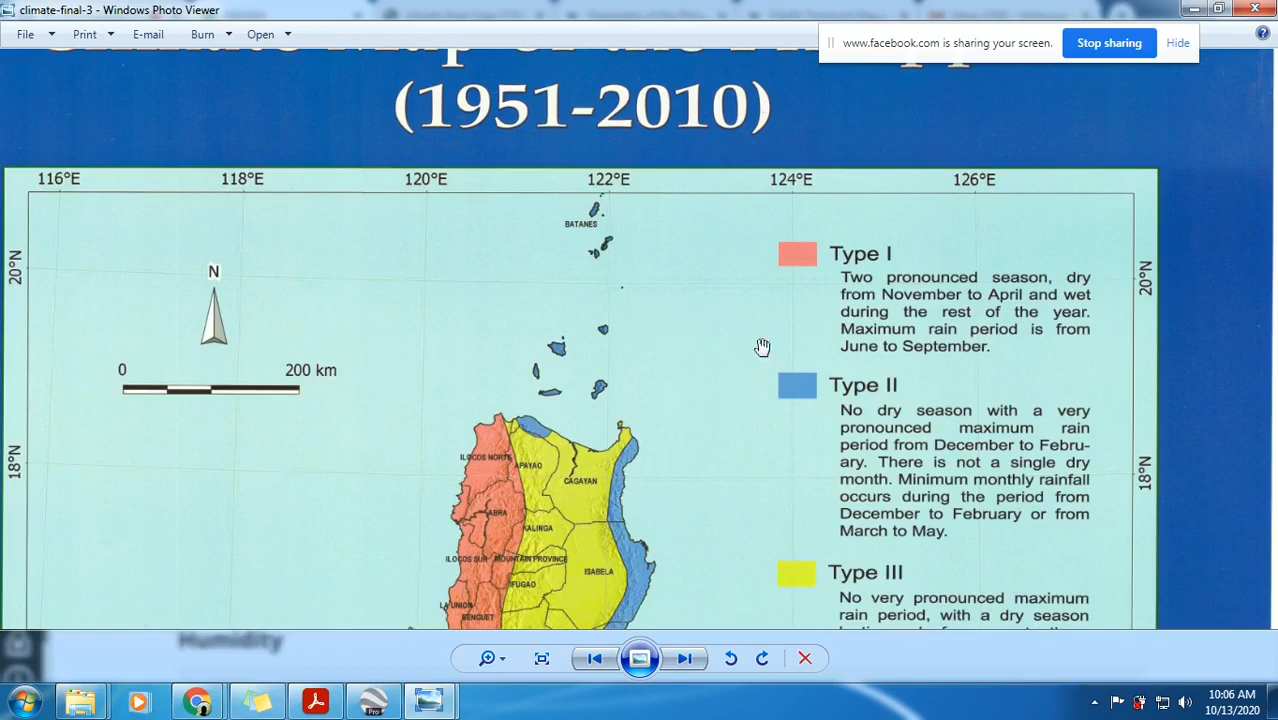 climate-final-3 - Windows Photo Viewer
File Print E-mail Burn Open
www.facebook.com is sharing your screen. Stop sharing Hide
Map of the
(1951-2010)
116°E 118°E 120°E 122°E 124°E 126°E
BATANES
20°N
20°N
N
0 200 km
18°N
18°N
ILOCOS NORTE
APAYAO
CAGAYAN
ABRA
KALINGA
ILOCOS SUR
MOUNTAIN PROVINCE
ISABELA
IFUGAO
LA UNION
BENGUET
Type I
Two pronounced season, dry
from November to April and wet
during the rest of the year.
Maximum rain period is from
June to September.
Type II
No dry season with a very
pronounced maximum rain
period from December to Febru-
ary. There is not a single dry
month. Minimum monthly rainfall
occurs during the period from
December to February or from
March to May.
Type III
No very pronounced maximum
rain period, with a dry season
Humidity
Pro
10:06 AM
10/13/2020